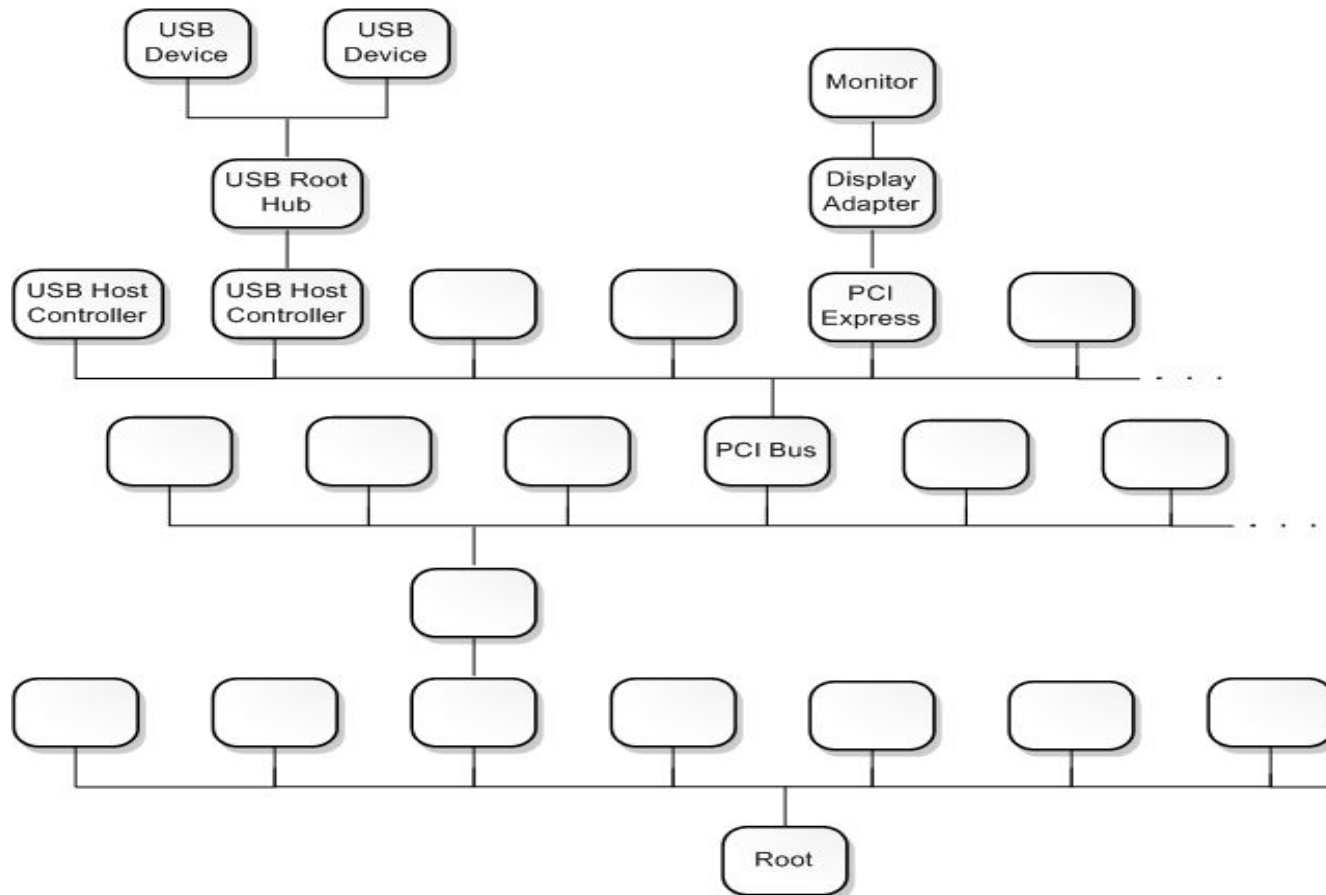 USB
Device
USB
Device
Monitor
USB Root
Hub
Display
Adapter
USB Host
Controller
USB Host
Controller
PCI
Express
PCI Bus
Root